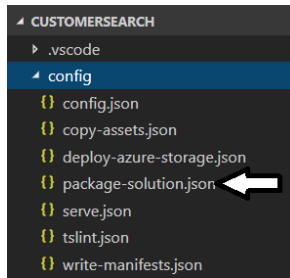 CUSTOMERSEARCH
.vscode
config
{} config.json
{} copy-assets.json
{} deploy-azure-storage.json
{} package-solution.json
{} serve.json
{} tslint.json
{} write-manifests.json